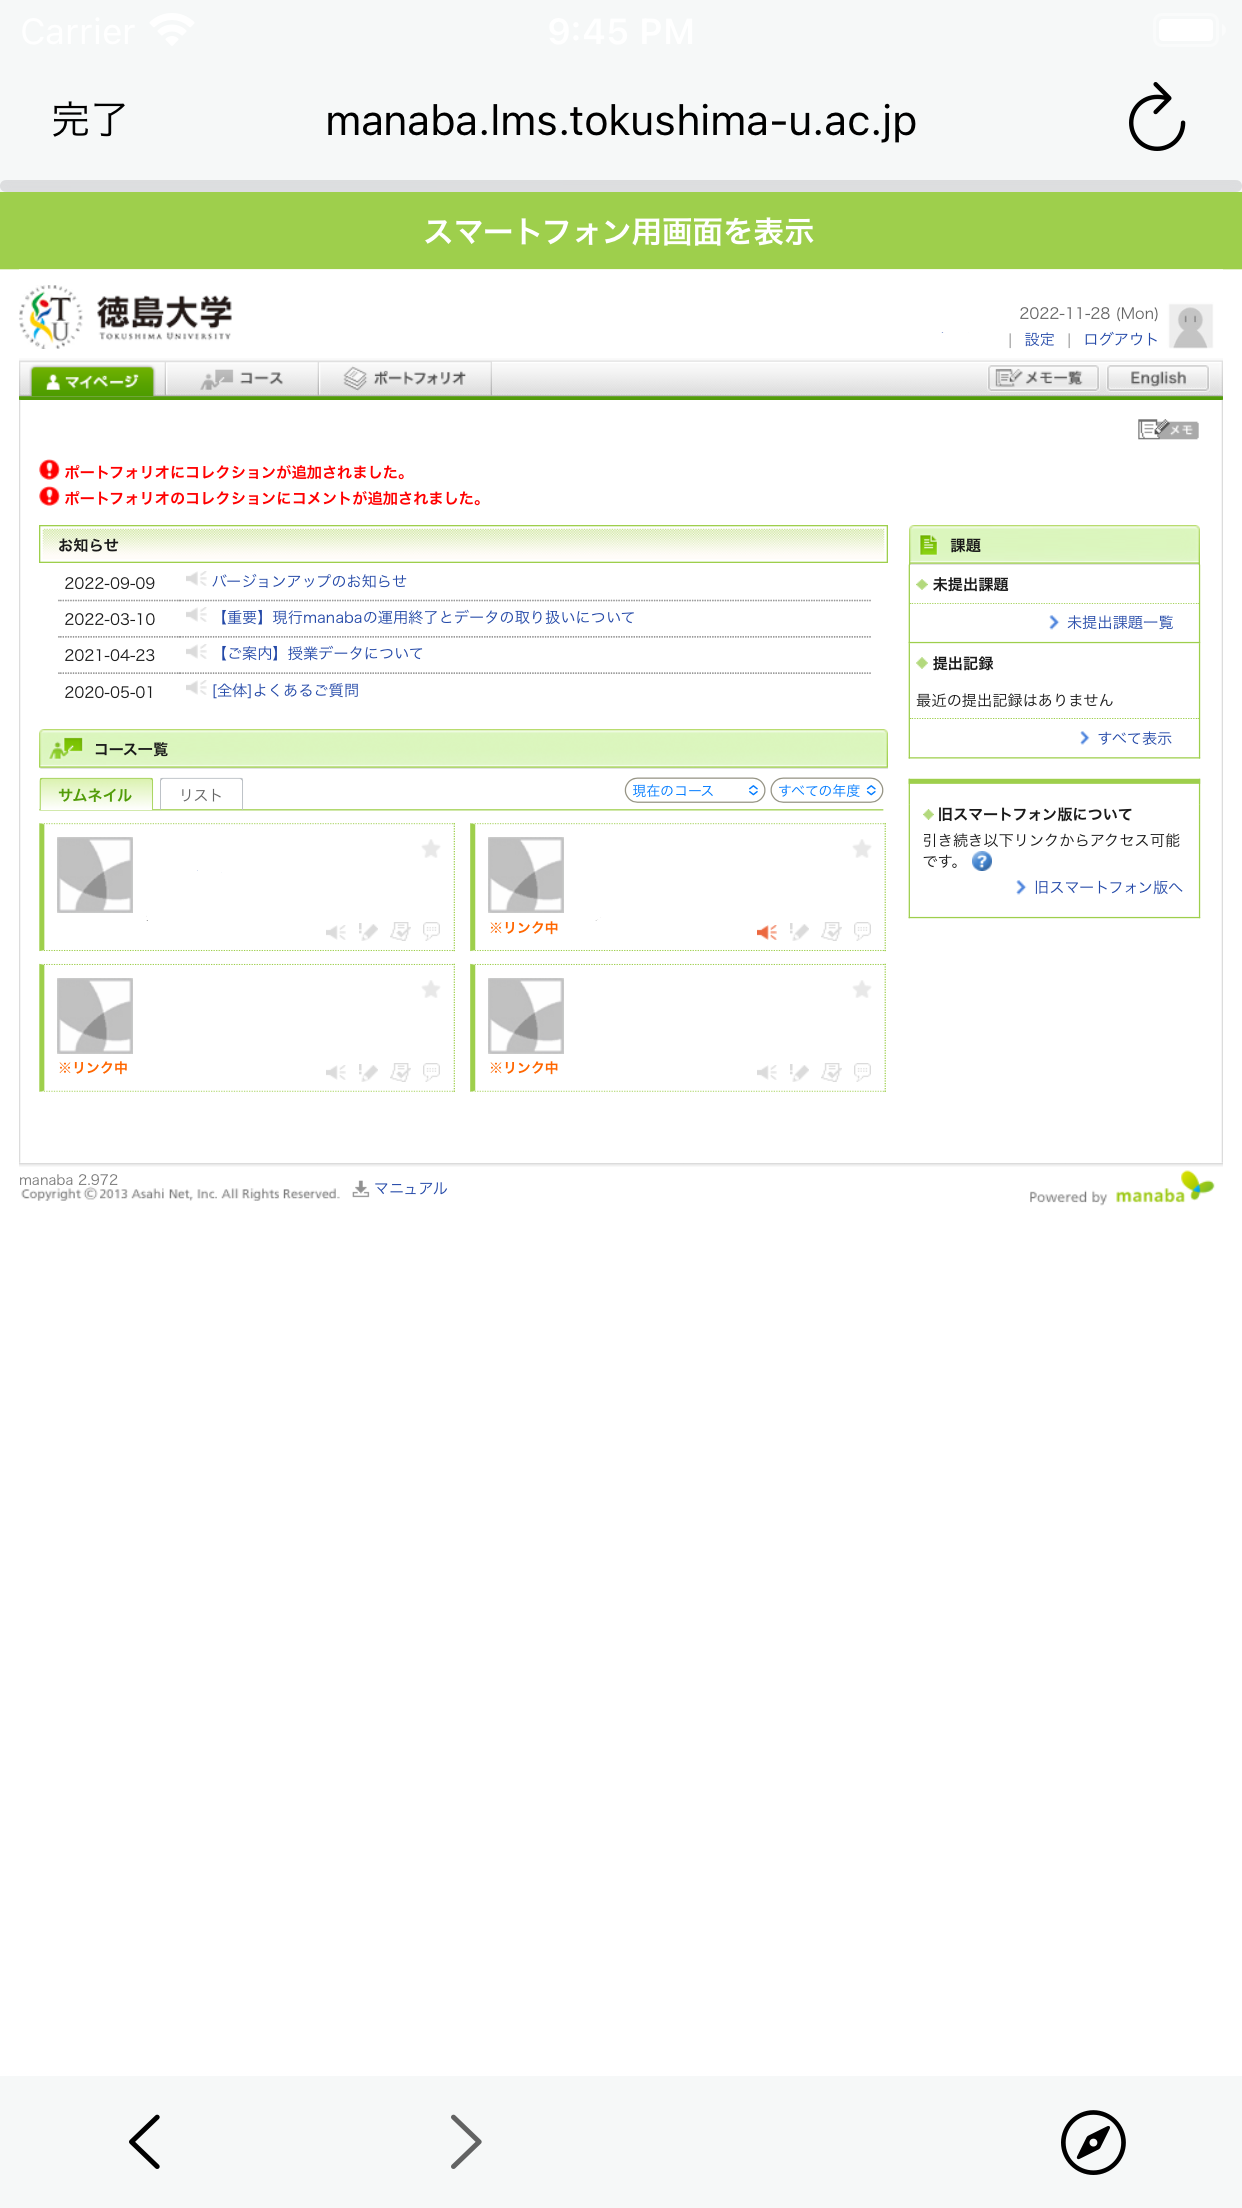 Carrier 9:45 PM
完了 manaba.lms.tokushima-u.ac.jp
スマートフォン用画面を表示
徳島大学
TOKUSHIMA UNIVERSITY
2022-11-28 (Mon)
| 設定 | ログアウト
マイページ コース ポートフォリオ メモ一覧 English
メモ
ポートフォリオにコレクションが追加されました。
ポートフォリオのコレクションにコメントが追加されました。
お知らせ
2022-09-09 バージョンアップのお知らせ
2022-03-10 【重要】現行manabaの運用終了とデータの取り扱いについて
2021-04-23 【ご案内】授業データについて
2020-05-01 [全体]よくあるご質問
コース一覧
サムネイル リスト 現在のコース すべての年度
※リンク中
※リンク中 ※リンク中
課題
未提出課題
未提出課題一覧
提出記録
最近の提出記録はありません
すべて表示
旧スマートフォン版について
引き続き以下リンクからアクセス可能
です。
旧スマートフォン版へ
manaba 2.972
Copyright ©2013 Asahi Net, Inc. All Rights Reserved. マニュアル
Powered by manaba